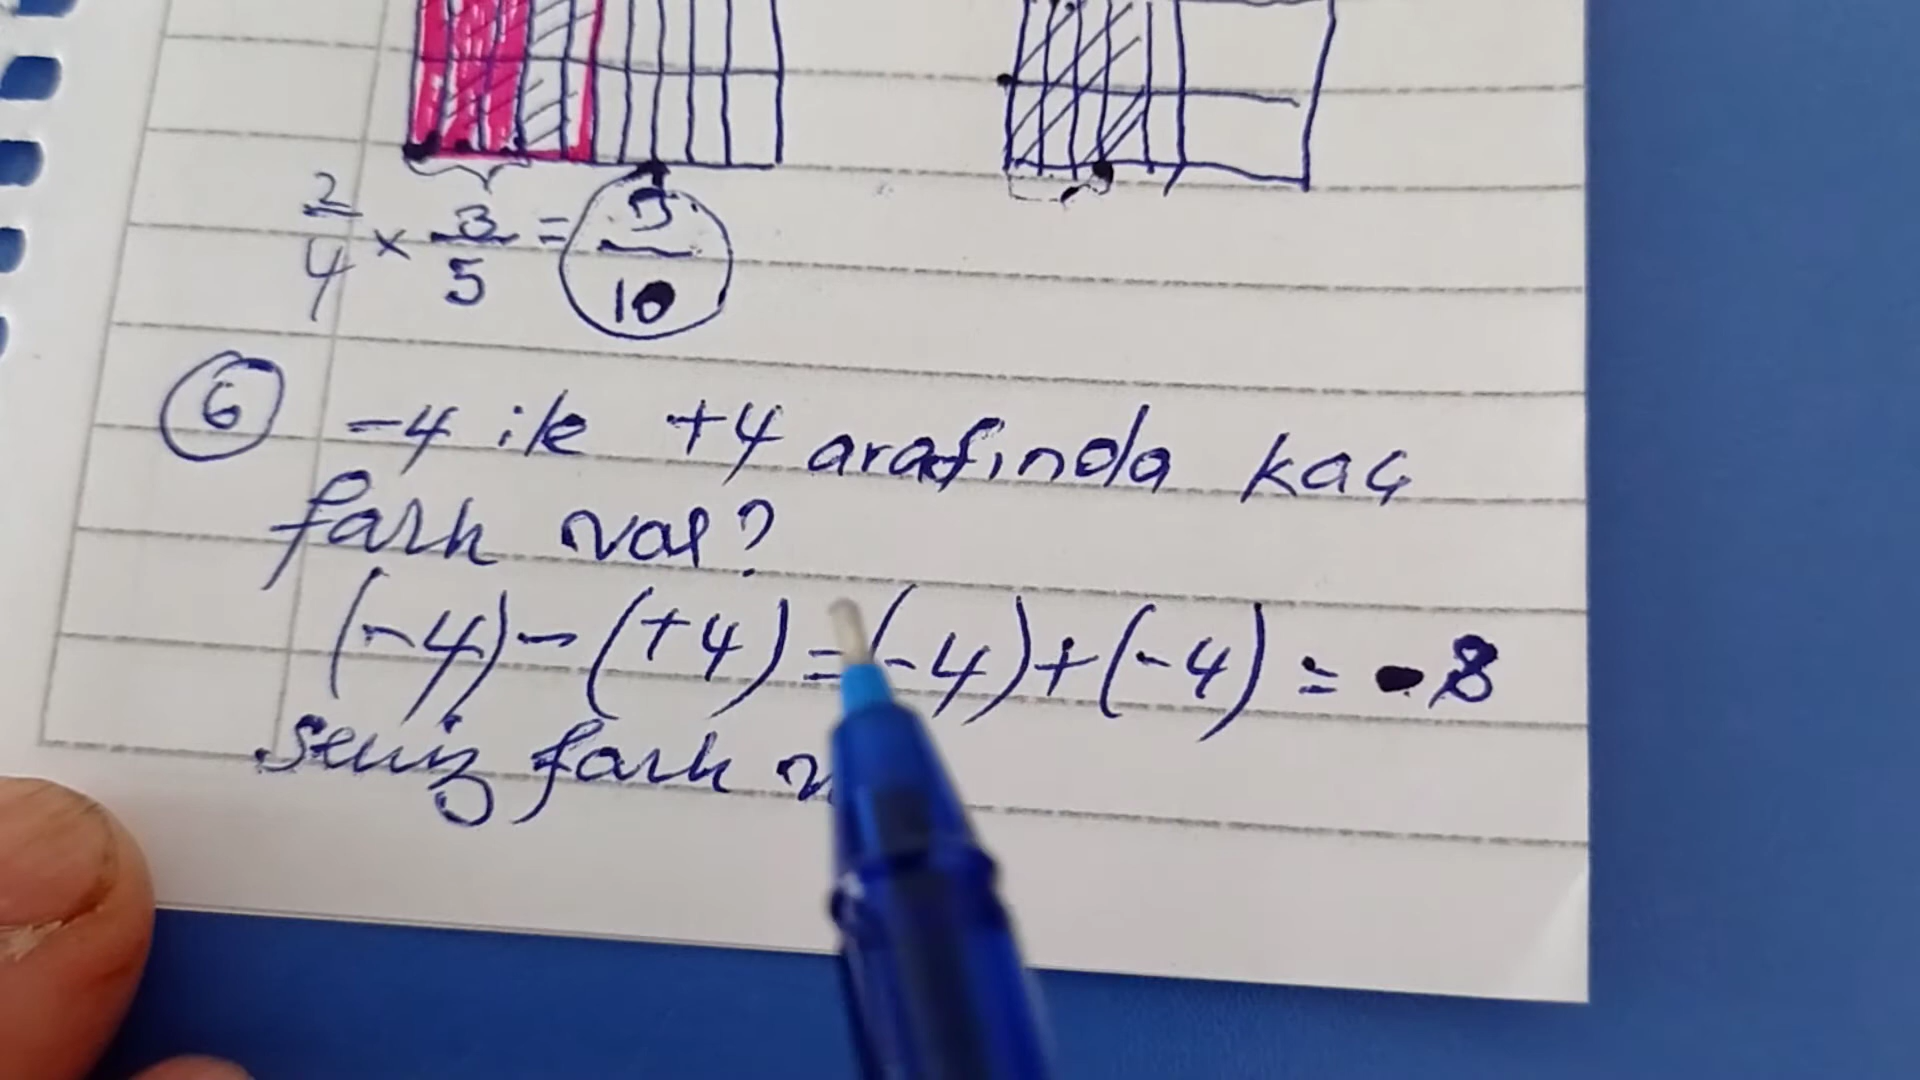 2/4 × 3/5 = 3/10
6 -4 ile +4 arasında kaç
fark var?
(-4)-(+4)=(-4)+(-4) = -8
sekiz fark v